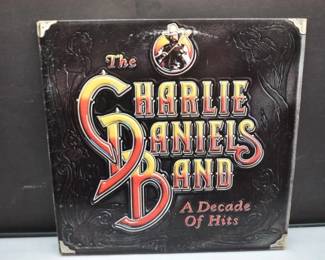 The
CHARLIE
DANIELS
BAND
A Decade
Of Hits